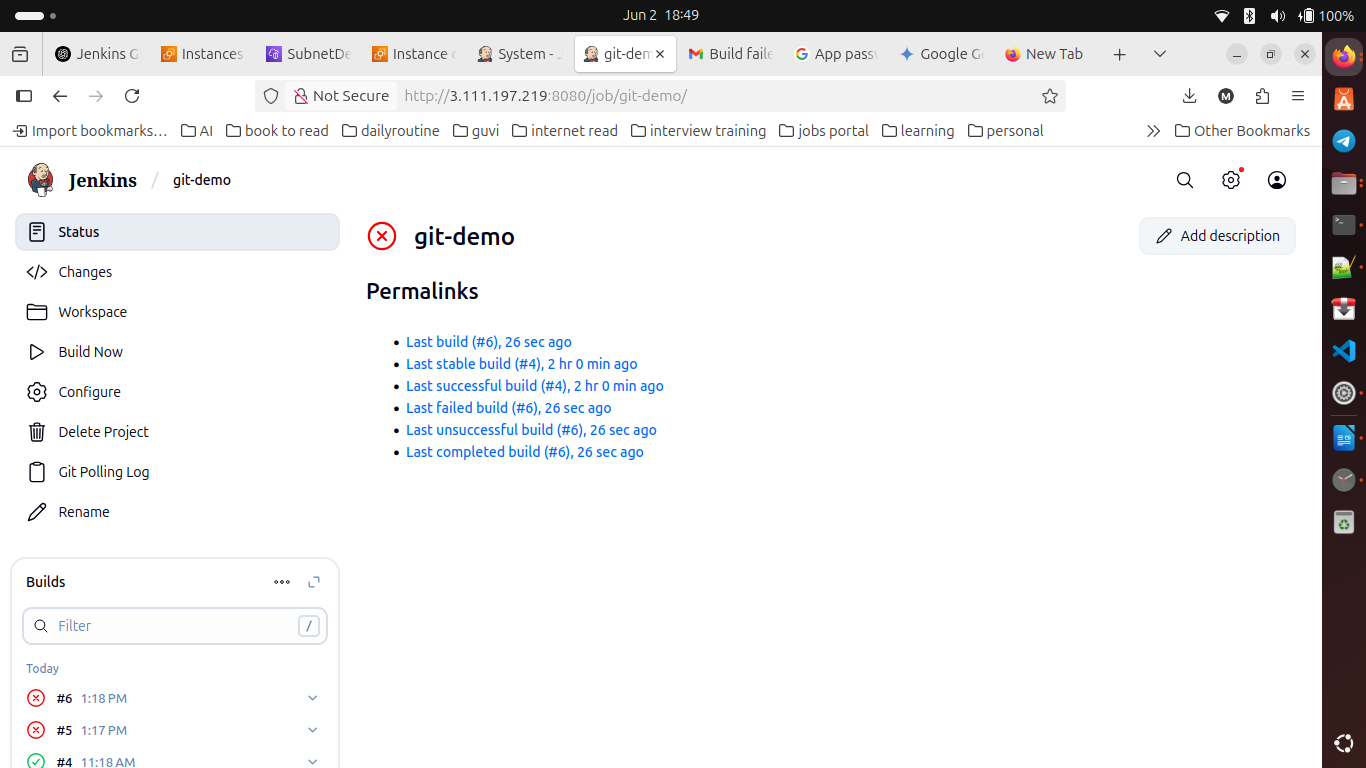 Jun 2 18:49
100%
Jenkins G
Instances
SubnetDe
Instance
System - J
git-dem
Build faile
App pass
Google Ge
New Tab
Not Secure
http://3.111.197.219:8080/job/git-demo/
M
Import bookmarks...
AI
book to read
dailyroutine
guvi
internet read
interview training
jobs portal
learning
personal
Other Bookmarks
Jenkins / git-demo
Status
Changes
Workspace
Build Now
Configure
Delete Project
Git Polling Log
Rename
git-demo
Add description
Permalinks
Last build (#6), 26 sec ago
Last stable build (#4), 2 hr 0 min ago
Last successful build (#4), 2 hr 0 min ago
Last failed build (#6), 26 sec ago
Last unsuccessful build (#6), 26 sec ago
Last completed build (#6), 26 sec ago
Builds
Filter /
Today
#6 1:18 PM
#5 1:17 PM
#4 11:18 AM